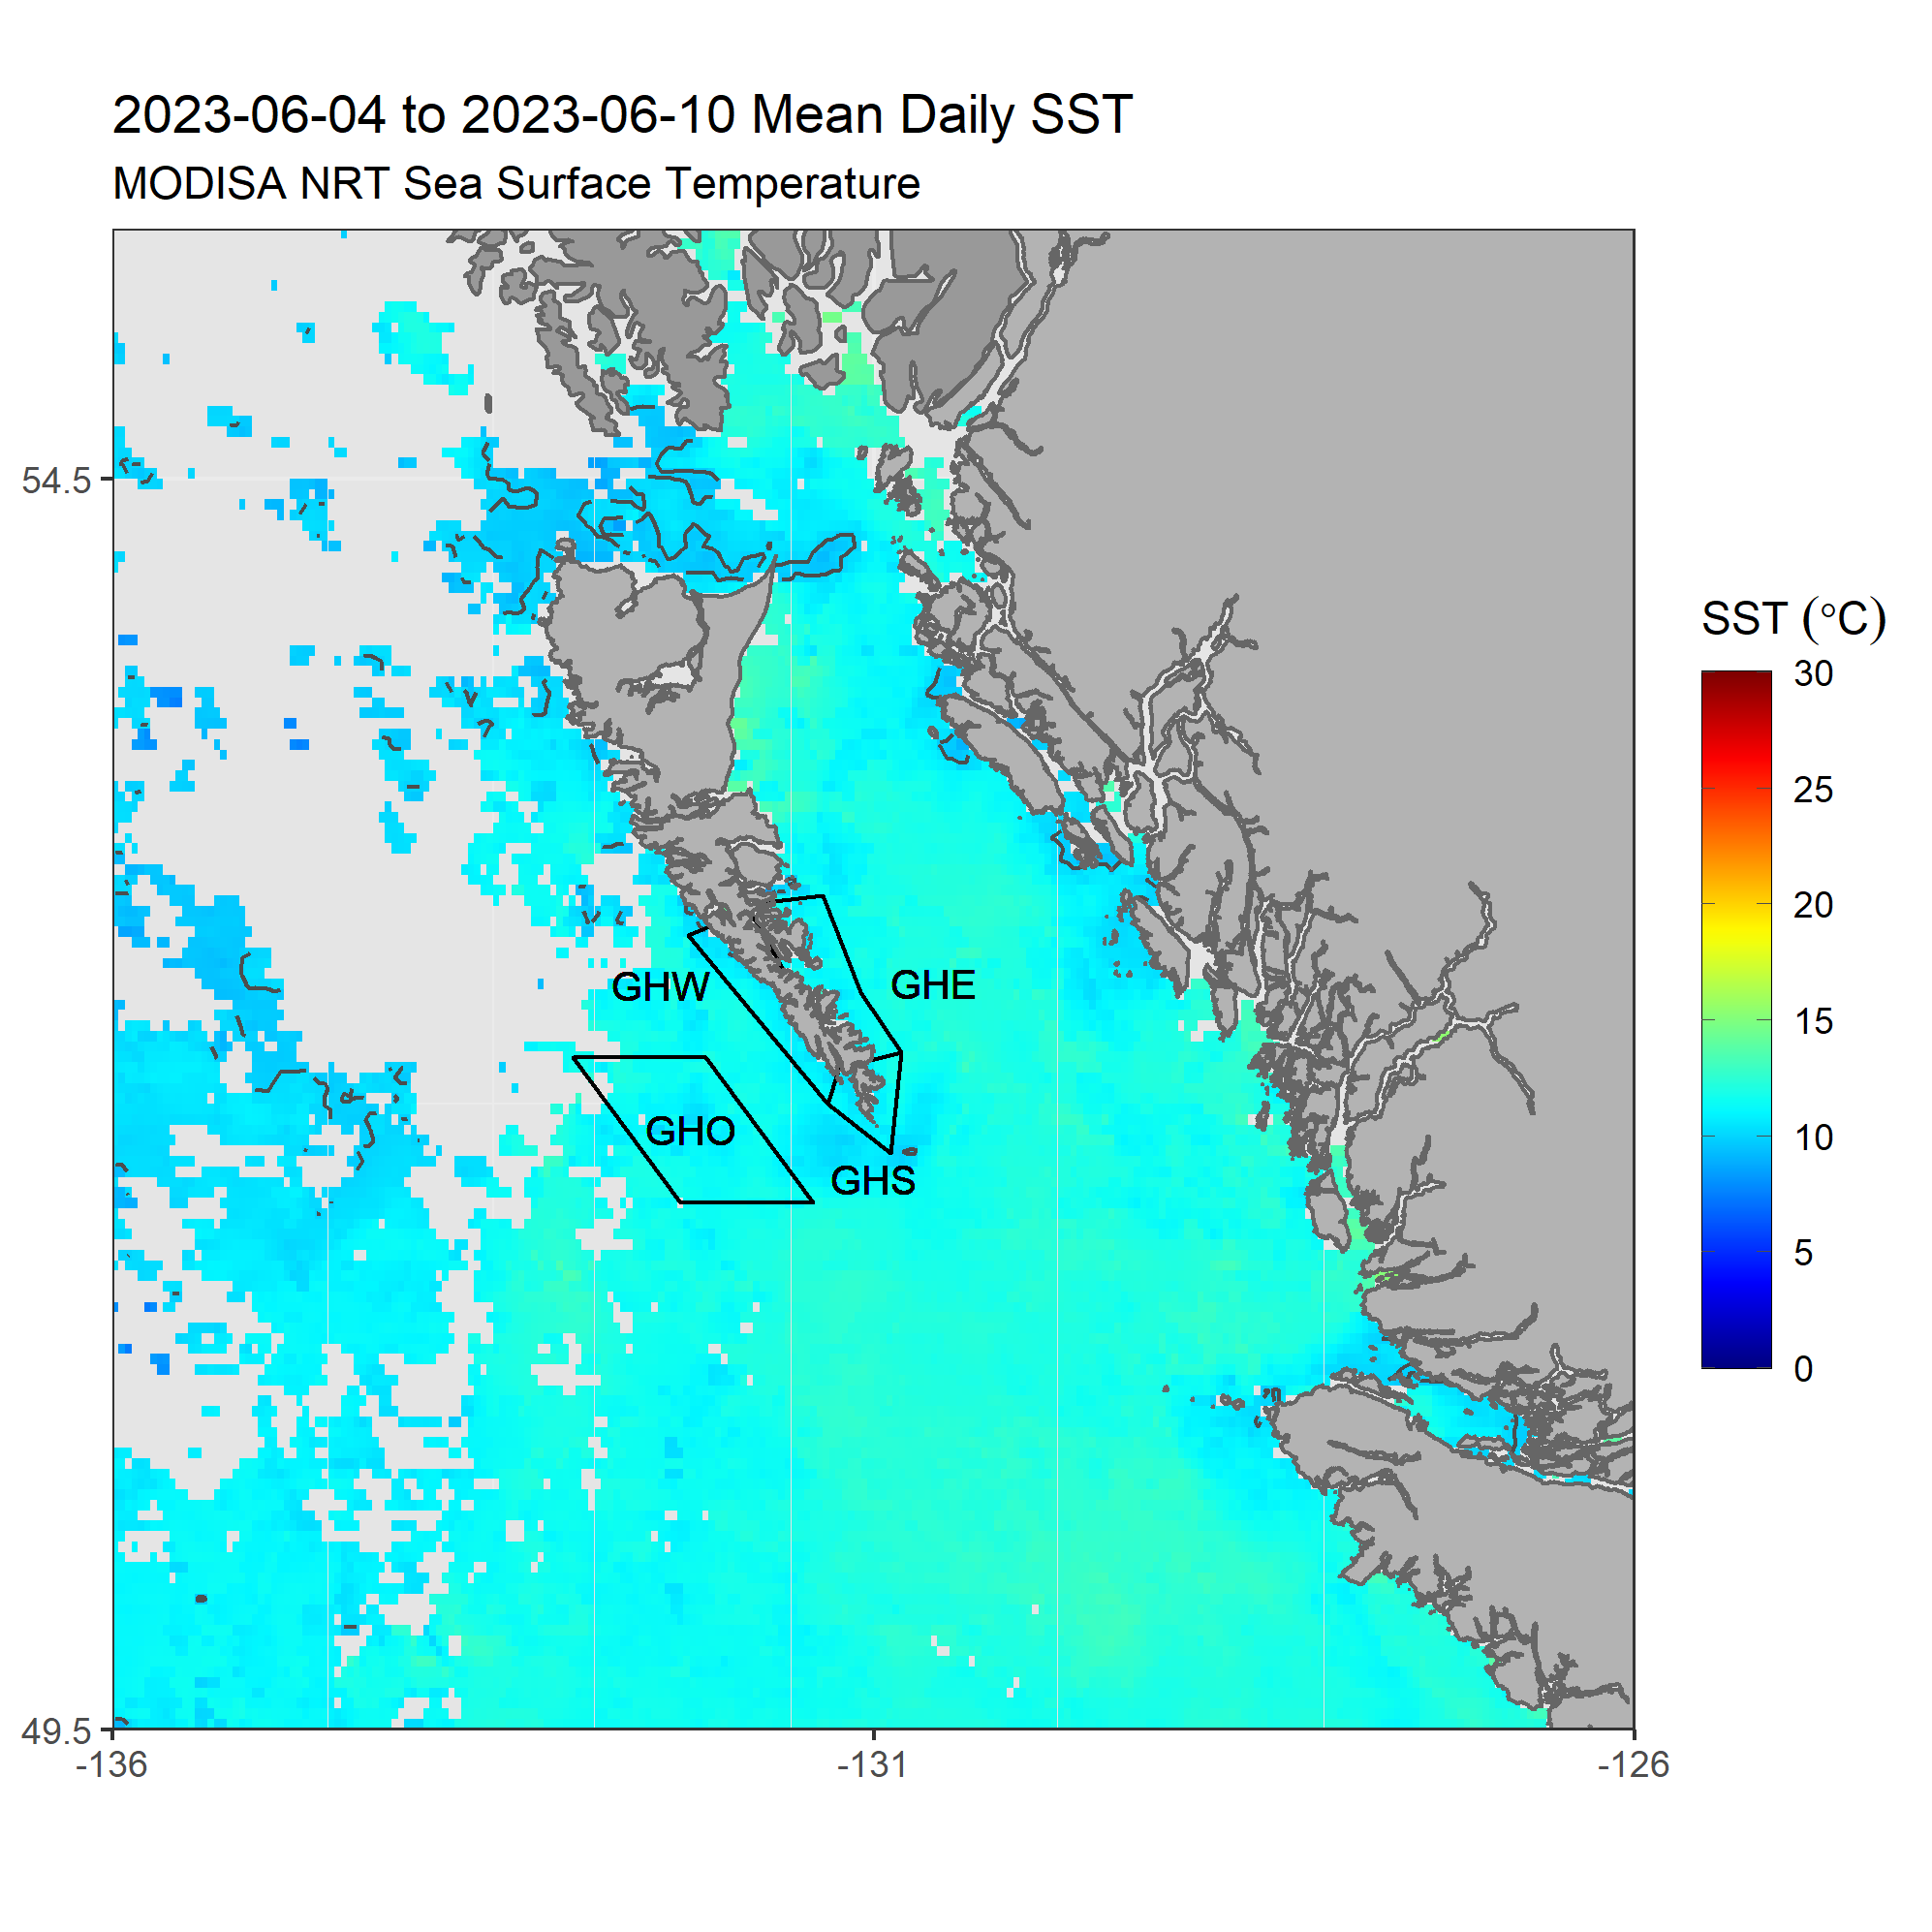 2023-06-04 to 2023-06-10 Mean Daily SST
MODISA NRT Sea Surface Temperature
54.5
49.5
-136
-131
-126
GHW
GHE
GHO
GHS
SST (°C)
30
25
20
15
10
5
0